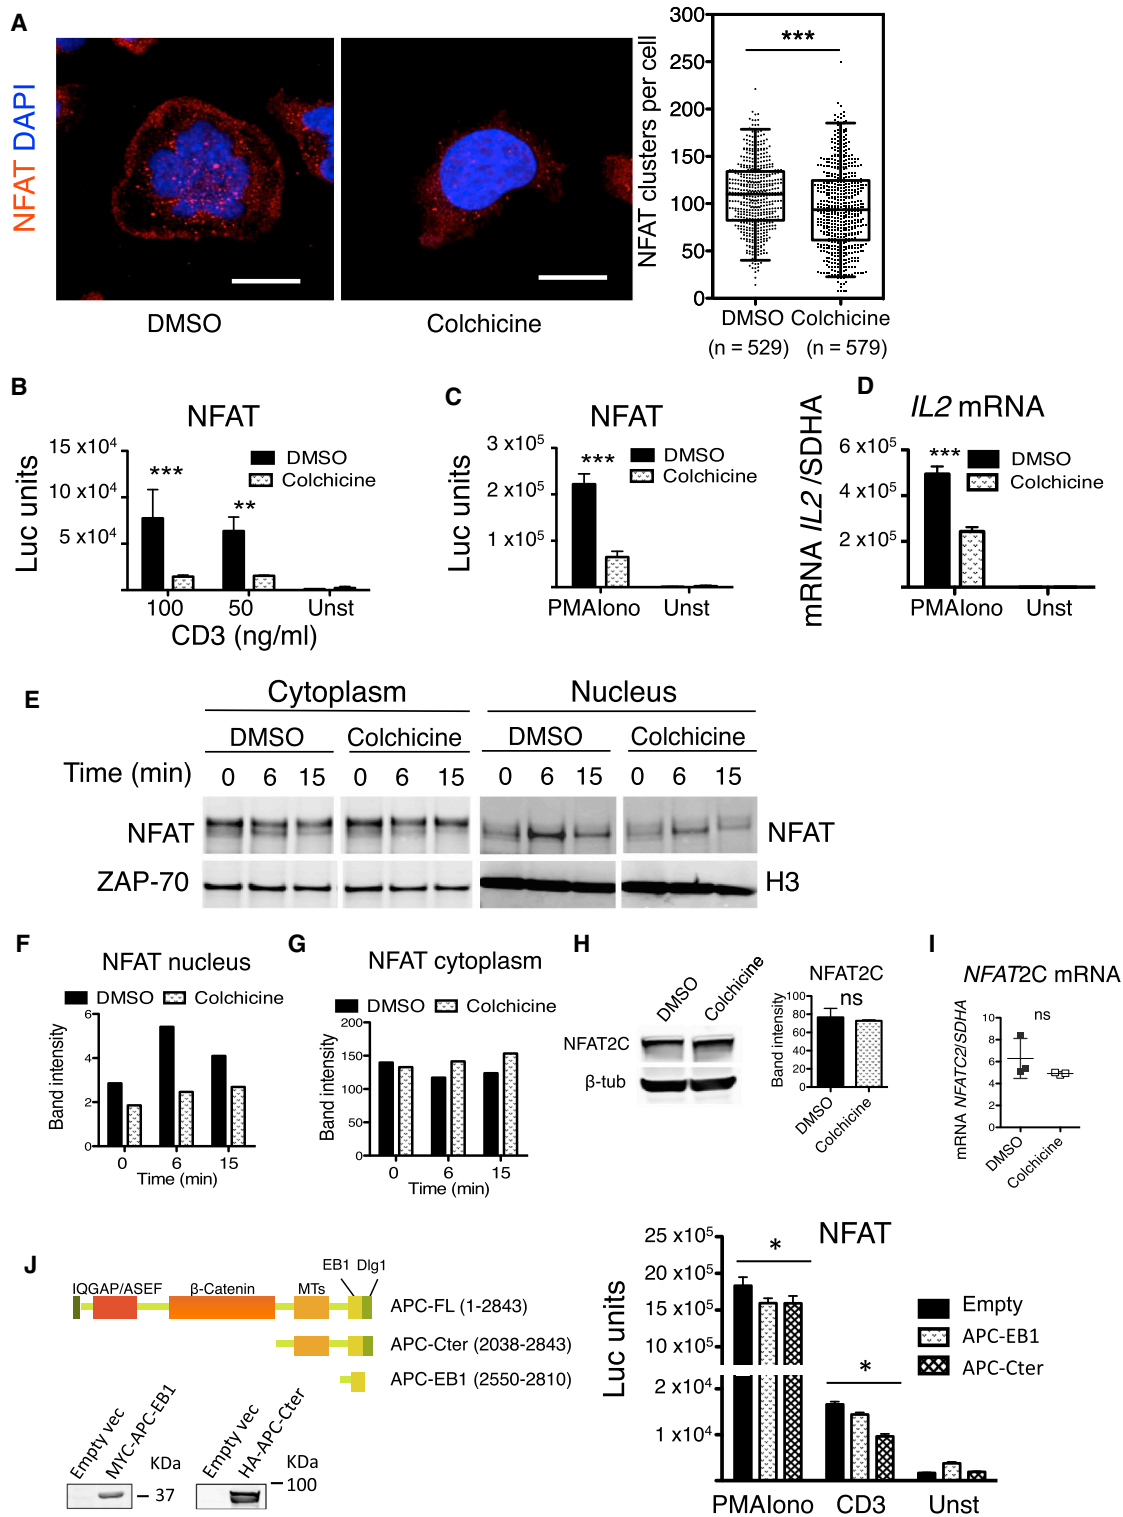 A
NFAT DAPI
DMSO
Colchicine
NFAT clusters per cell
300
250
200
150
100
50
0
***
DMSO Colchicine
(n = 529) (n = 579)
B
NFAT
Luc units
15 x10⁴
10 x10⁴
5 x10⁴
***
**
DMSO
Colchicine
100 50 Unst
CD3 (ng/ml)
C
NFAT
Luc units
3 x10⁵
2 x10⁵
1 x10⁵
***
DMSO
Colchicine
PMAIono Unst
D
IL2 mRNA
mRNA IL2 /SDHA
6 x10⁵
4 x10⁵
2 x10⁵
***
DMSO
Colchicine
PMAIono Unst
E
Cytoplasm Nucleus
DMSO Colchicine DMSO Colchicine
Time (min) 0 6 15 0 6 15 0 6 15 0 6 15
NFAT NFAT
ZAP-70 H3
F
NFAT nucleus
DMSO Colchicine
Band intensity
6
4
2
0
0 6 15
Time (min)
G
NFAT cytoplasm
DMSO Colchicine
Band intensity
200
150
100
50
0
0 6 15
Time (min)
H
DMSO Colchicine
NFAT2C
β-tub
NFAT2C
Band intensity
100
80
60
40
20
0
ns
DMSO
Colchicine
I
NFAT2C mRNA
mRNA NFATC2/SDHA
10
8
6
4
2
0
ns
DMSO
Colchicine
J
IQGAP/ASEF β-Catenin MTs EB1 Dlg1
APC-FL (1-2843)
APC-Cter (2038-2843)
APC-EB1 (2550-2810)
Empty vec
MYC-APC-EB1
KDa
37
Empty vec
HA-APC-Cter
KDa
100
NFAT
Luc units
25 x10⁵
20 x10⁵
15 x10⁵
10 x10⁵
2 x10⁴
1 x10⁴
*
*
Empty
APC-EB1
APC-Cter
PMAIono CD3 Unst